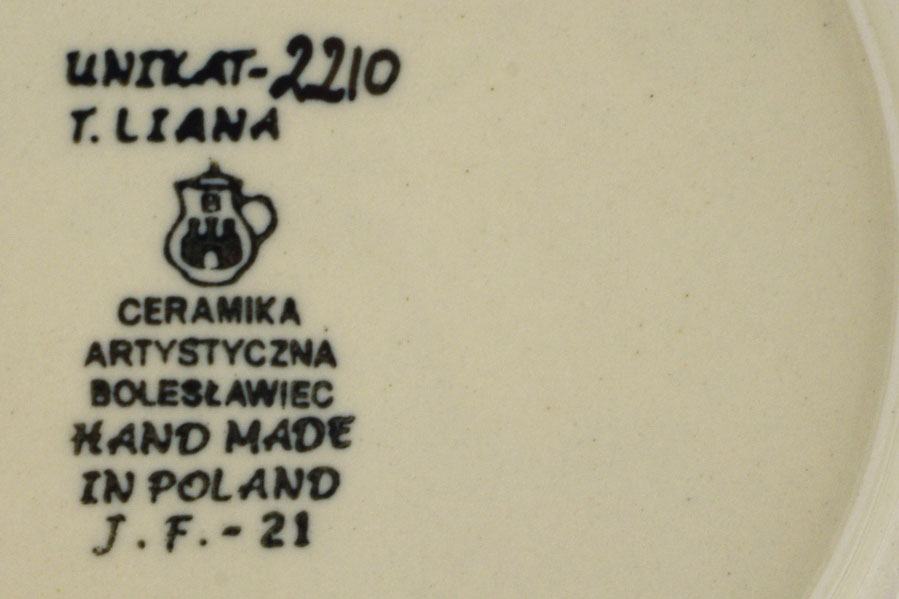 UNIKAT-2210
T. LIANA
B
CERAMIKA
ARTYSTYCZNA
BOLESŁAWIEC
HAND MADE
IN POLAND
J.F.-21